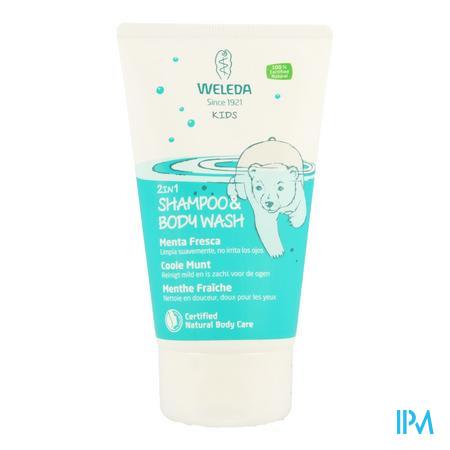 WELEDA
Since 1921
KIDS
100%
Certified
Natural
2in1
SHAMPOO &
BODY WASH
Menta Fresca
Limpia suavemente, no irrita los ojos
Coole Munt
Reinigt mild en is zacht voor de ogen
Menthe Fraîche
Nettoie en douceur, doux pour les yeux
Certified
Natural Body Care
IPM